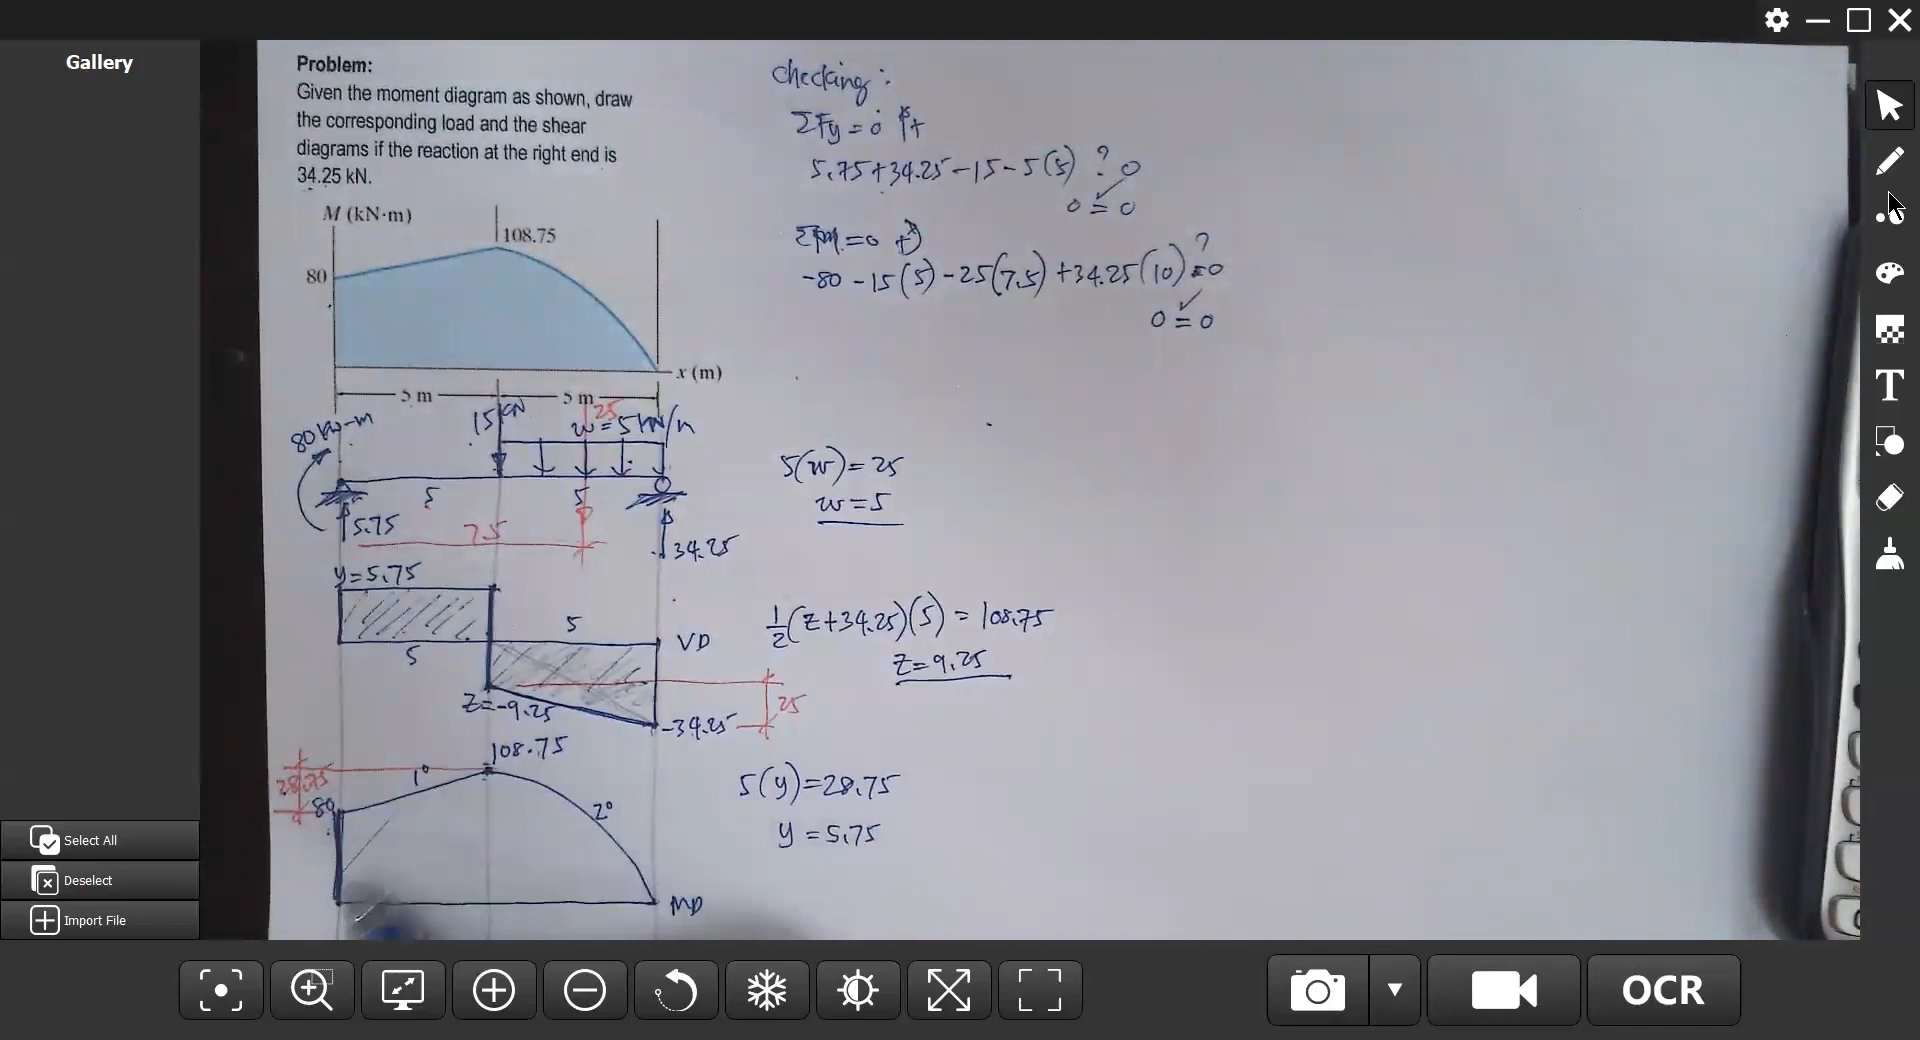 Gallery
Problem:
Given the moment diagram as shown, draw
the corresponding load and the shear
diagrams if the reaction at the right end is
34.25 kN.
M (kN·m)
108.75
80
x (m)
5 m
5 m
80 kN-m
15 kN
25
w = 5 kN/m
5
5
5.75
7.5
34.25
y = 5.75
5
5
VD
z = -9.25
-34.25
25
108.75
28.75
80
1°
2°
MD
checking:
ΣFy = 0 ↑+
5.75 + 34.25 - 15 - 5(5) ? 0
0 = 0
ΣM = 0 +
-80 - 15(5) - 25(7.5) + 34.25(10) ?= 0
0 = 0
5(w) = 25
w = 5
1/2(z + 34.25)(5) = 108.75
z = 9.25
5(y) = 28.75
y = 5.75
Select All
Deselect
Import File
OCR